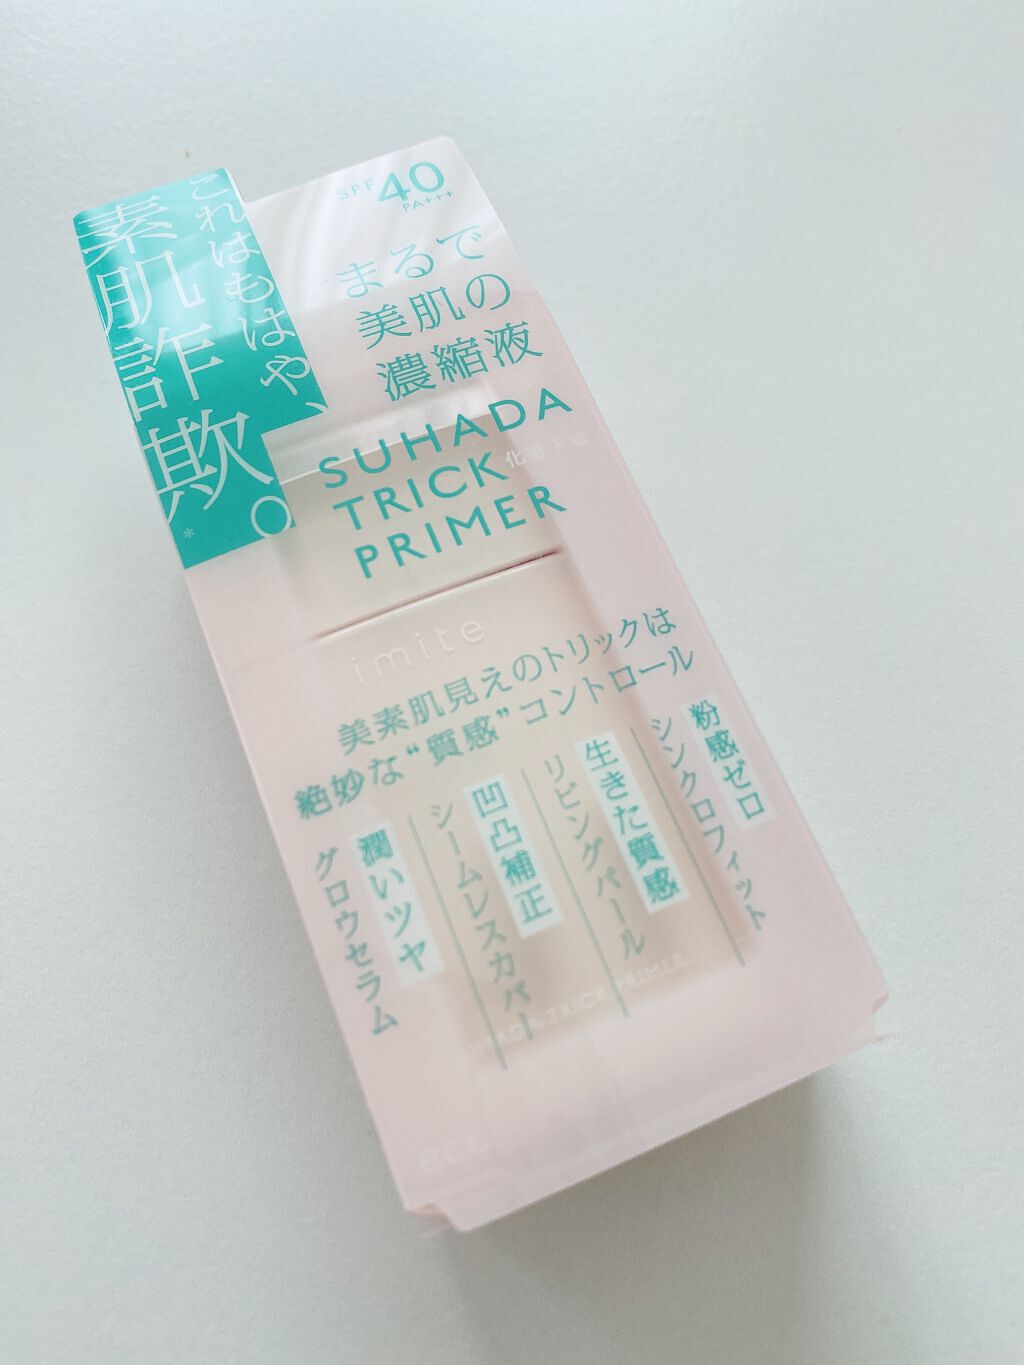 これはもはや、
素肌詐欺。
*
SPF40
PA+++
まるで
美肌の
濃縮液
SUHADA
TRICK
PRIMER
化粧下地
imite
美素肌見えのトリックは
絶妙な“質感”コントロール
粉感ゼロ
シンクロフィット
生きた質感
リビングパール
凹凸補正
シームレスカバー
潤いツヤ
グロウセラム
SUHADA TRICK PRIMER
BCL